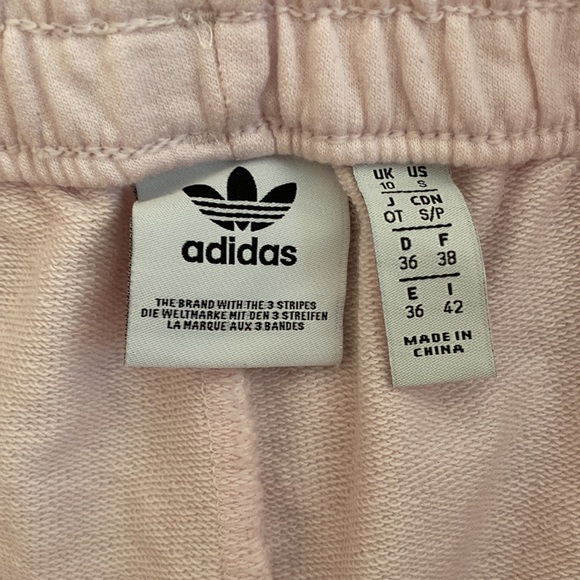 adidas
THE BRAND WITH THE 3 STRIPES
DIE WELTMARKE MIT DEN 3 STREIFEN
LA MARQUE AUX 3 BANDES
UK US
10 S
J CDN
OT S/P
D F
36 38
E I
36 42
MADE IN
CHINA